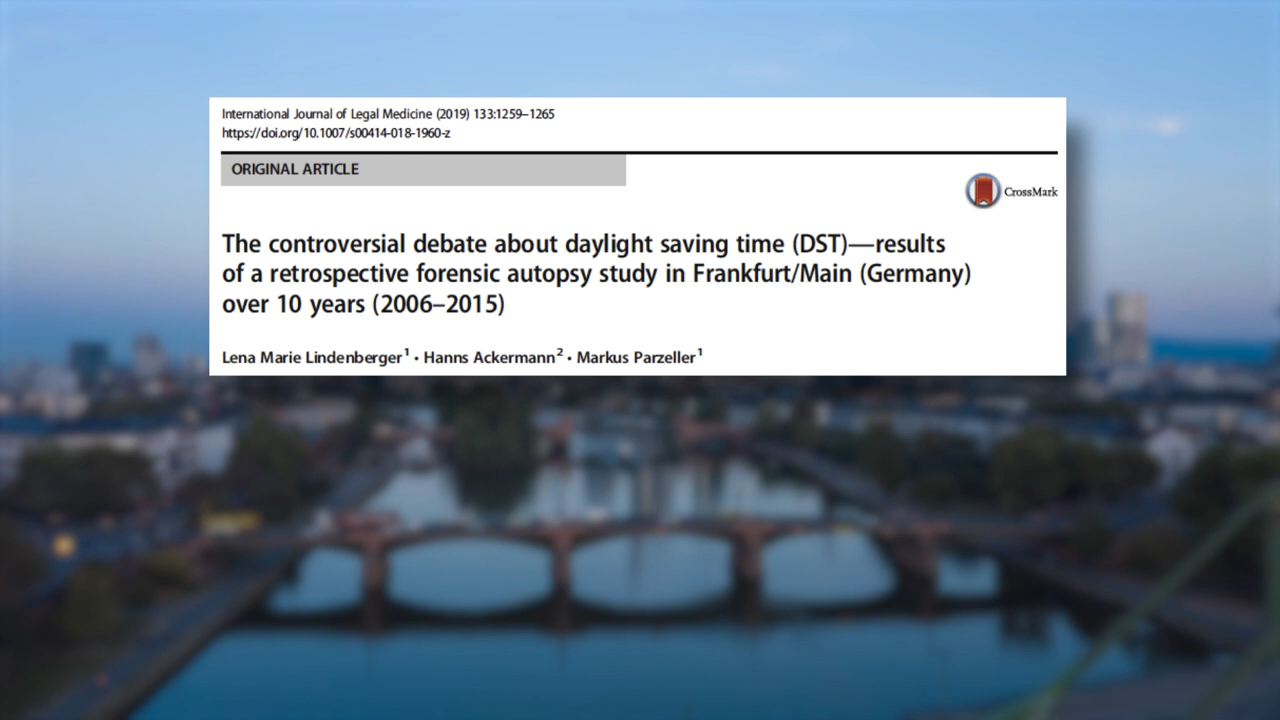 International Journal of Legal Medicine (2019) 133:1259–1265
https://doi.org/10.1007/s00414-018-1960-z
ORIGINAL ARTICLE
CrossMark
The controversial debate about daylight saving time (DST)—results
of a retrospective forensic autopsy study in Frankfurt/Main (Germany)
over 10 years (2006–2015)
Lena Marie Lindenberger¹ · Hanns Ackermann² · Markus Parzeller¹